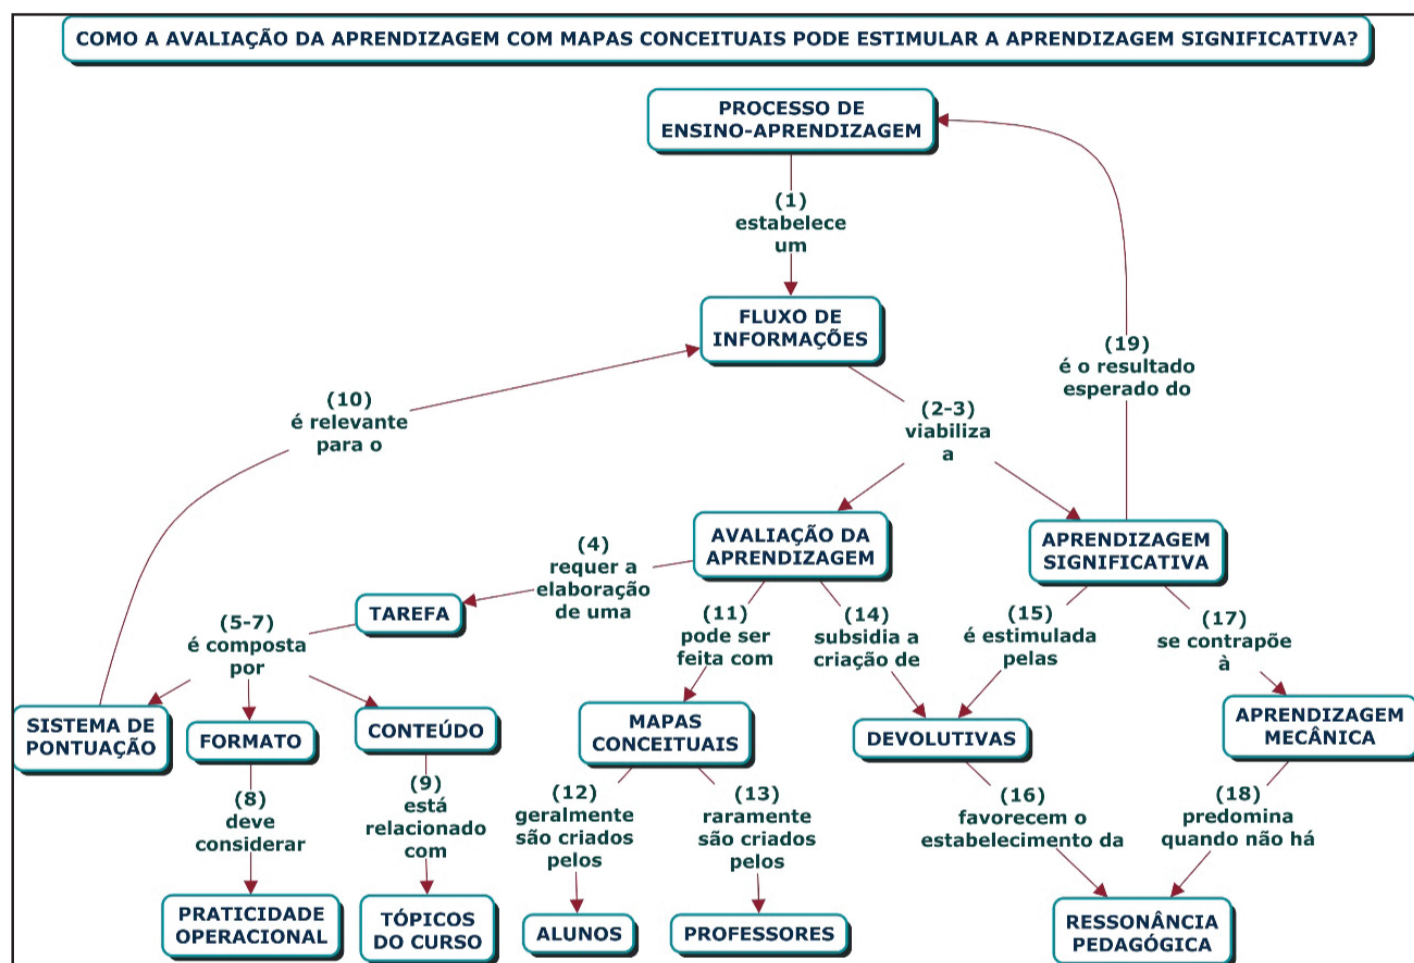 COMO A AVALIAÇÃO DA APRENDIZAGEM COM MAPAS CONCEITUAIS PODE ESTIMULAR A APRENDIZAGEM SIGNIFICATIVA?
PROCESSO DE
ENSINO-APRENDIZAGEM
(1)
estabelece
um
FLUXO DE
INFORMAÇÕES
(19)
é o resultado
esperado do
(10)
é relevante
para o
(2-3)
viabiliza
a
AVALIAÇÃO DA
APRENDIZAGEM
APRENDIZAGEM
SIGNIFICATIVA
(4)
requer a
elaboração
de uma
TAREFA
(5-7)
é composta
por
(11)
pode ser
feita com
(14)
subsidia a
criação de
(15)
é estimulada
pelas
(17)
se contrapõe
à
SISTEMA DE
PONTUAÇÃO
FORMATO
CONTEÚDO
MAPAS
CONCEITUAIS
DEVOLUTIVAS
APRENDIZAGEM
MECÂNICA
(8)
deve
considerar
(9)
está
relacionado
com
(12)
geralmente
são criados
pelos
(13)
raramente
são criados
pelos
(16)
favorecem o
estabelecimento da
(18)
predomina
quando não há
PRATICIDADE
OPERACIONAL
TÓPICOS
DO CURSO
ALUNOS
PROFESSORES
RESSONÂNCIA
PEDAGÓGICA